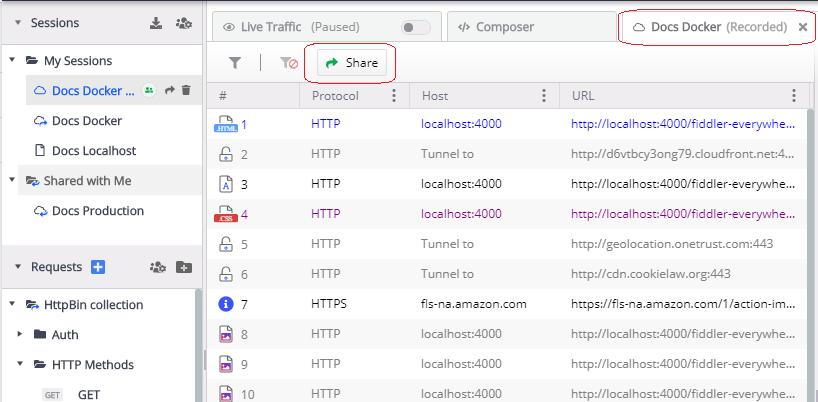 Sessions
My Sessions
Docs Docker ...
Docs Docker
Docs Localhost
Shared with Me
Docs Production
Requests
HttpBin collection
Auth
HTTP Methods
GET GET
Live Traffic (Paused) </> Composer Docs Docker (Recorded)
Share
# Protocol Host URL
.HTML 1 HTTP localhost:4000 http://localhost:4000/fiddler-everywhe...
2 HTTP Tunnel to http://d6vtbcy3ong79.cloudfront.net:4...
A 3 HTTP localhost:4000 http://localhost:4000/fiddler-everywhe...
.CSS 4 HTTP localhost:4000 http://localhost:4000/fiddler-everywhe...
5 HTTP Tunnel to http://geolocation.onetrust.com:443
6 HTTP Tunnel to http://cdn.cookielaw.org:443
7 HTTPS fls-na.amazon.com https://fls-na.amazon.com/1/action-im...
8 HTTP localhost:4000 http://localhost:4000/fiddler-everywhe...
9 HTTP localhost:4000 http://localhost:4000/fiddler-everywhe...
10 HTTP localhost:4000 http://localhost:4000/fiddler-everywhe...